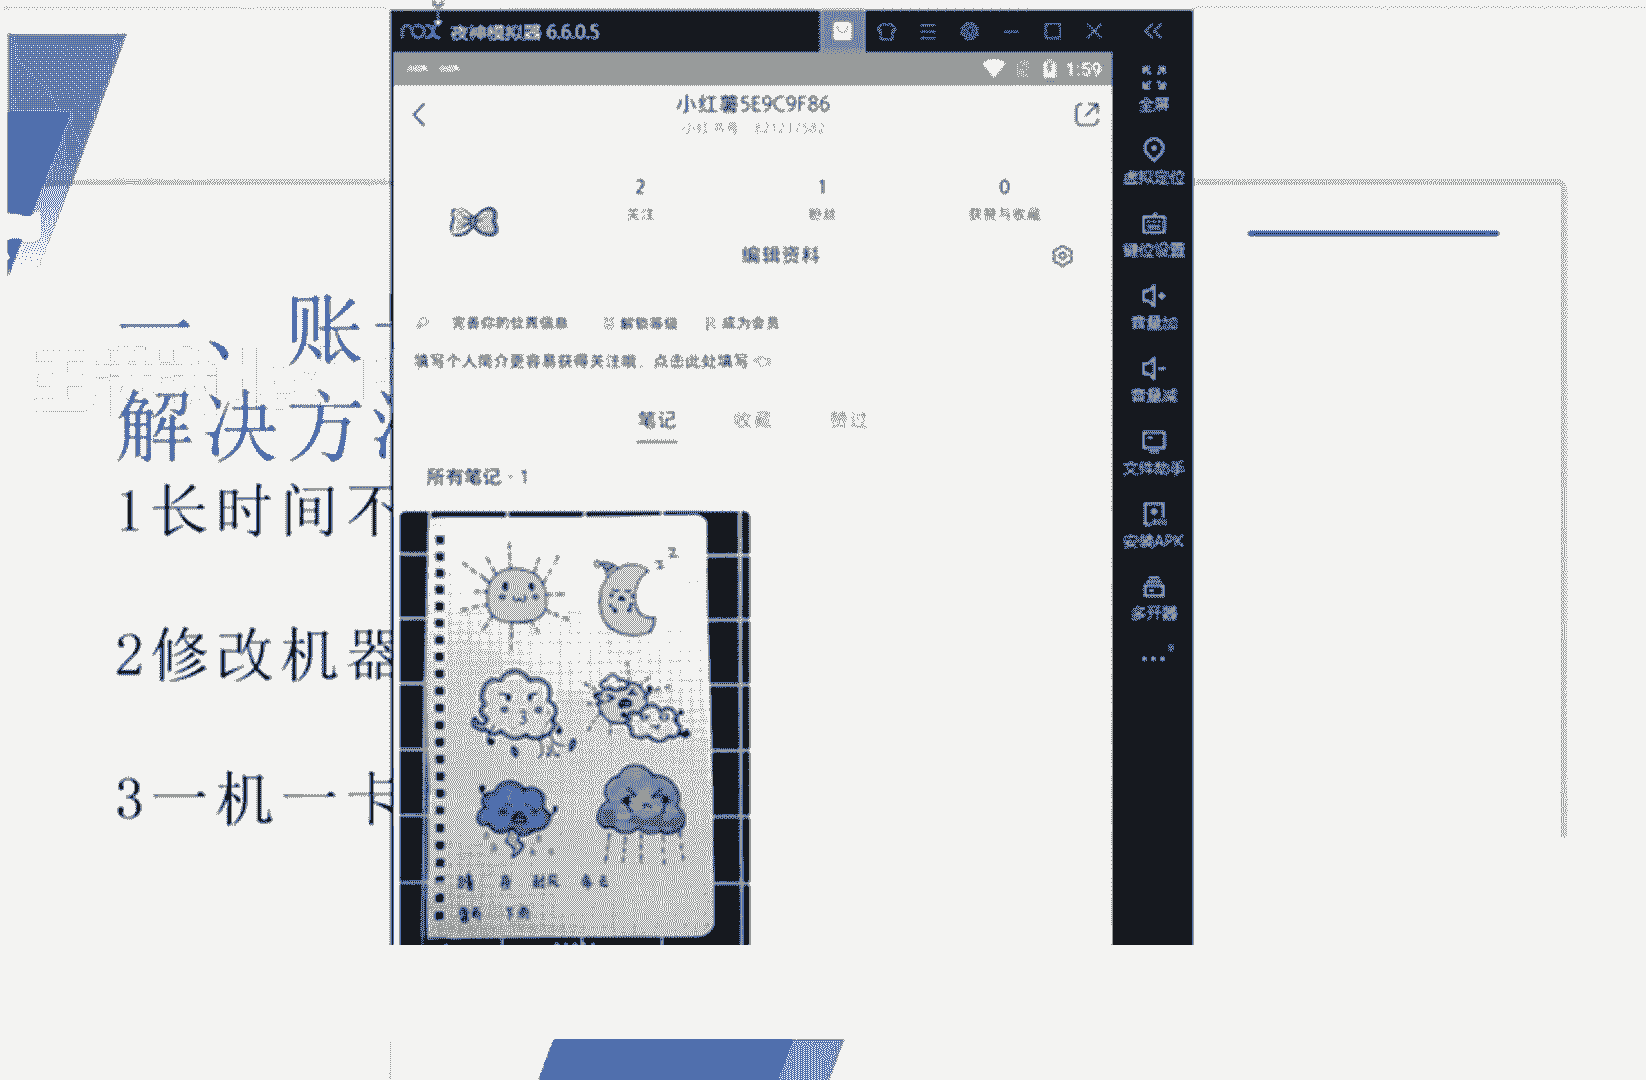 nox 夜神模拟器 6.6.0.5
1:59
小红薯5E9C9F86
小红书号
2
1
0
关注
粉丝
获赞与收藏
编辑资料
完善你的位置信息
解锁等级
成为会员
填写个人简介更容易获得关注哦，点击此处填写
笔记
收藏
赞过
所有笔记 · 1
全屏
虚拟定位
键位设置
音量加
音量减
文件助手
安装APK
多开器
一、账
解决方
1长时间不
2修改机器
3一机一卡